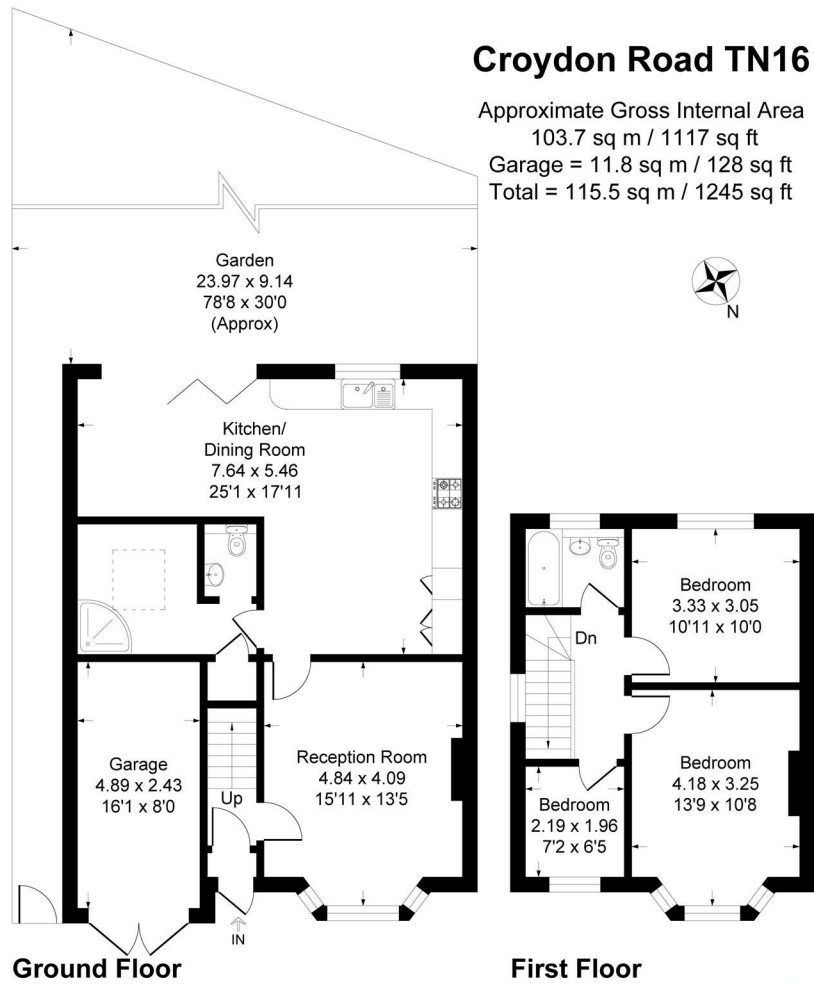 Croydon Road TN16
Approximate Gross Internal Area
103.7 sq m / 1117 sq ft
Garage = 11.8 sq m / 128 sq ft
Total = 115.5 sq m / 1245 sq ft
N
Garden
23.97 x 9.14
78'8 x 30'0
(Approx)
Kitchen/
Dining Room
7.64 x 5.46
25'1 x 17'11
Garage
4.89 x 2.43
16'1 x 8'0
Up
Reception Room
4.84 x 4.09
15'11 x 13'5
IN
Ground Floor
Dn
Bedroom
3.33 x 3.05
10'11 x 10'0
Bedroom
4.18 x 3.25
13'9 x 10'8
Bedroom
2.19 x 1.96
7'2 x 6'5
First Floor